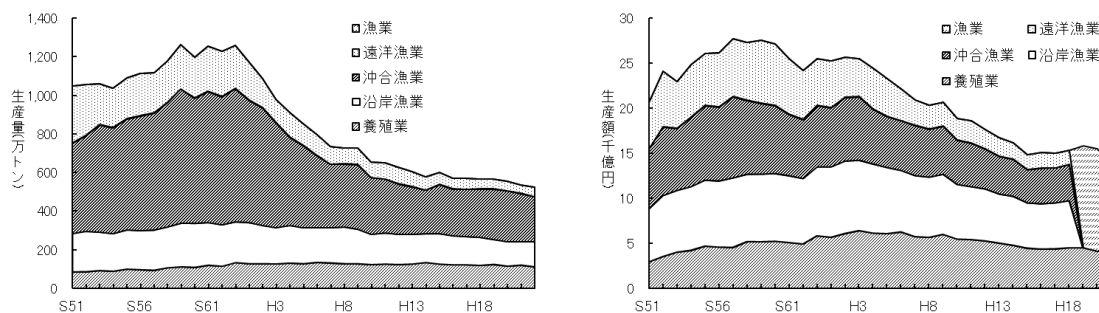 1,400
1,200
1,000
800
600
400
200
0
生産量(万トン)
漁業
遠洋漁業
沖合漁業
沿岸漁業
養殖業
S51 S56 S61 H3 H8 H13 H18
30
25
20
15
10
5
0
生産額(千億円)
漁業 遠洋漁業
沖合漁業 沿岸漁業
養殖業
S51 S56 S61 H3 H8 H13 H18